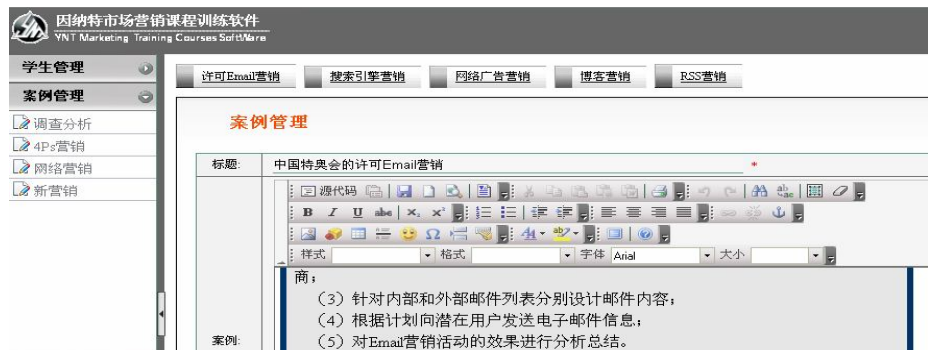 因纳特市场营销课程训练软件
YNT Marketing Training Courses SoftWare
学生管理
案例管理
调查分析
4Ps营销
网络营销
新营销
许可Email营销 搜索引擎营销 网络广告营销 博客营销 RSS营销
案例管理
标题: 中国特奥会的许可Email营销 *
源代码
样式 格式 字体 Arial 大小
案例:
商；
（3）针对内部和外部邮件列表分别设计邮件内容；
（4）根据计划向潜在用户发送电子邮件信息；
（5）对Email营销活动的效果进行分析总结。